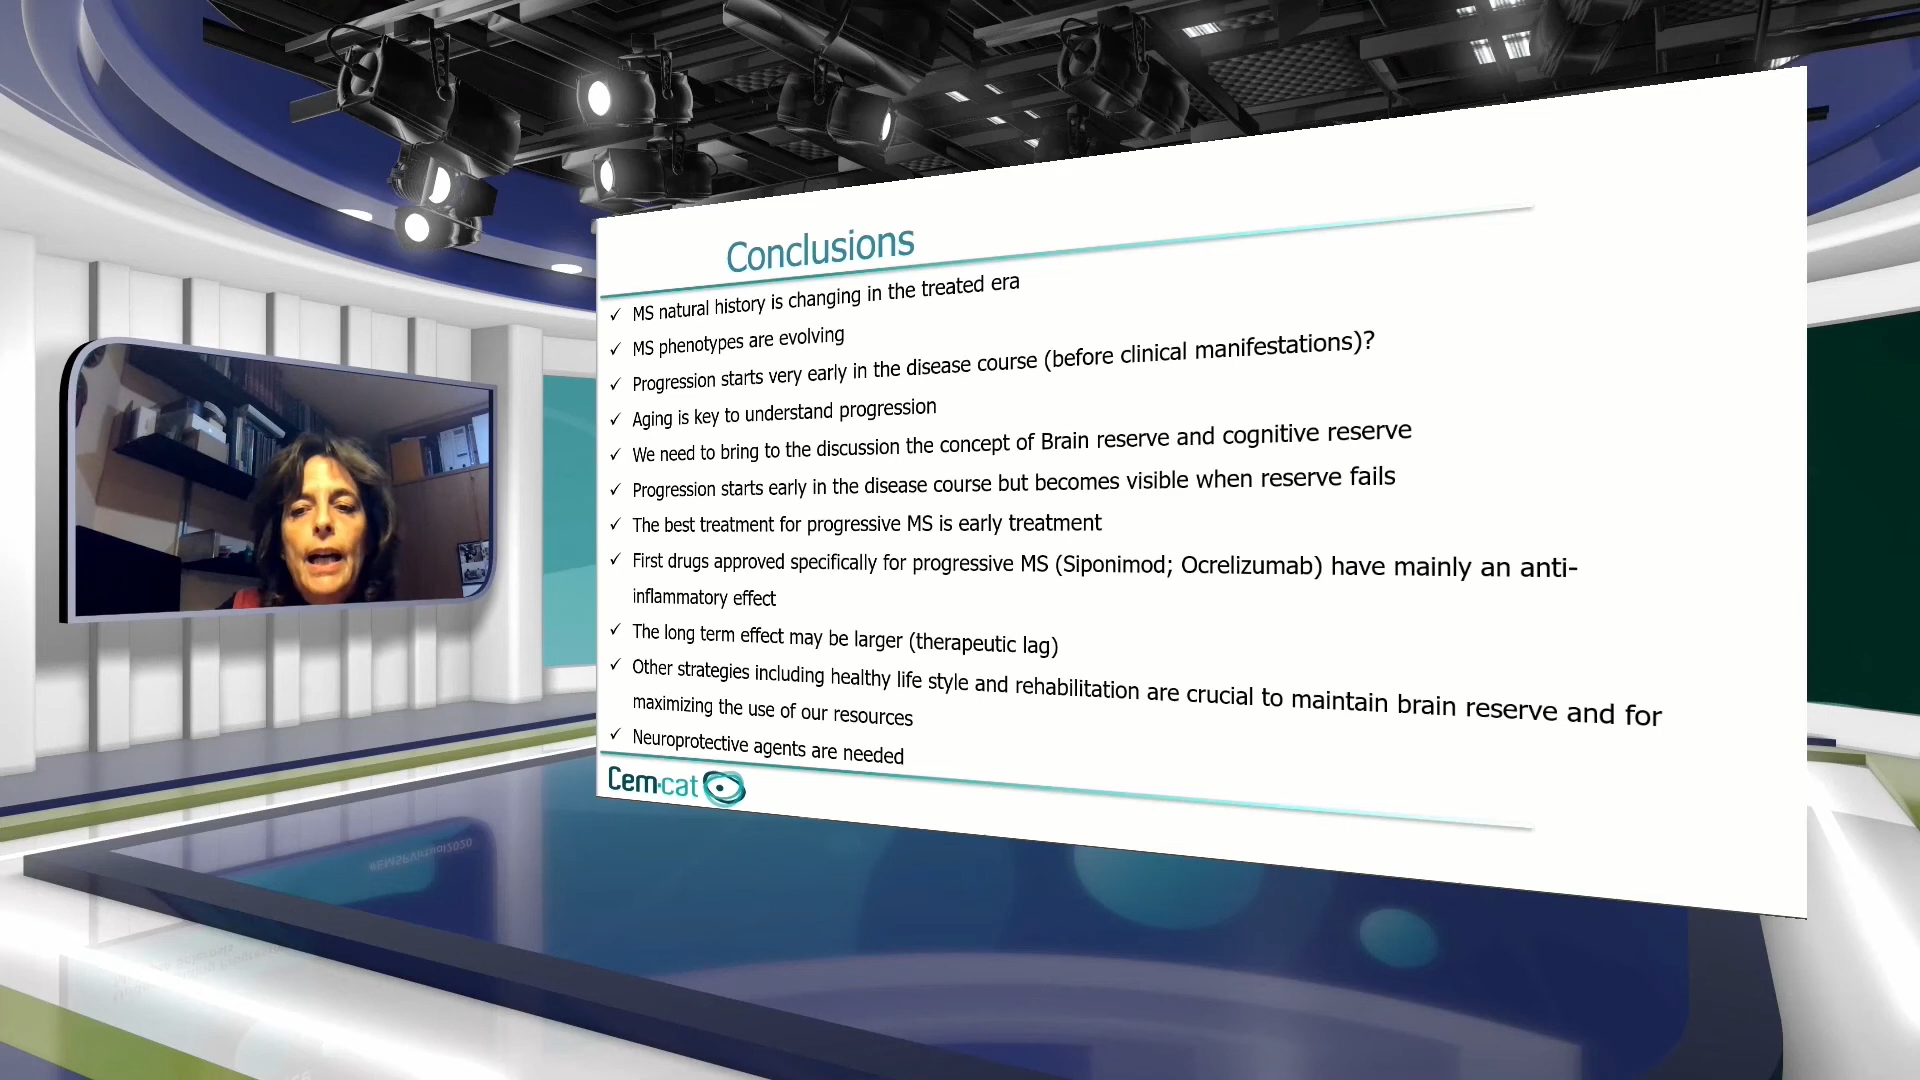 Conclusions
✓ MS natural history is changing in the treated era
✓ MS phenotypes are evolving
✓ Progression starts very early in the disease course (before clinical manifestations)?
✓ Aging is key to understand progression
✓ We need to bring to the discussion the concept of Brain reserve and cognitive reserve
✓ Progression starts early in the disease course but becomes visible when reserve fails
✓ The best treatment for progressive MS is early treatment
✓ First drugs approved specifically for progressive MS (Siponimod; Ocrelizumab) have mainly an anti-
inflammatory effect
✓ The long term effect may be larger (therapeutic lag)
✓ Other strategies including healthy life style and rehabilitation are crucial to maintain brain reserve and for
maximizing the use of our resources
✓ Neuroprotective agents are needed
Cem·cat
#EMSPVirtual2020